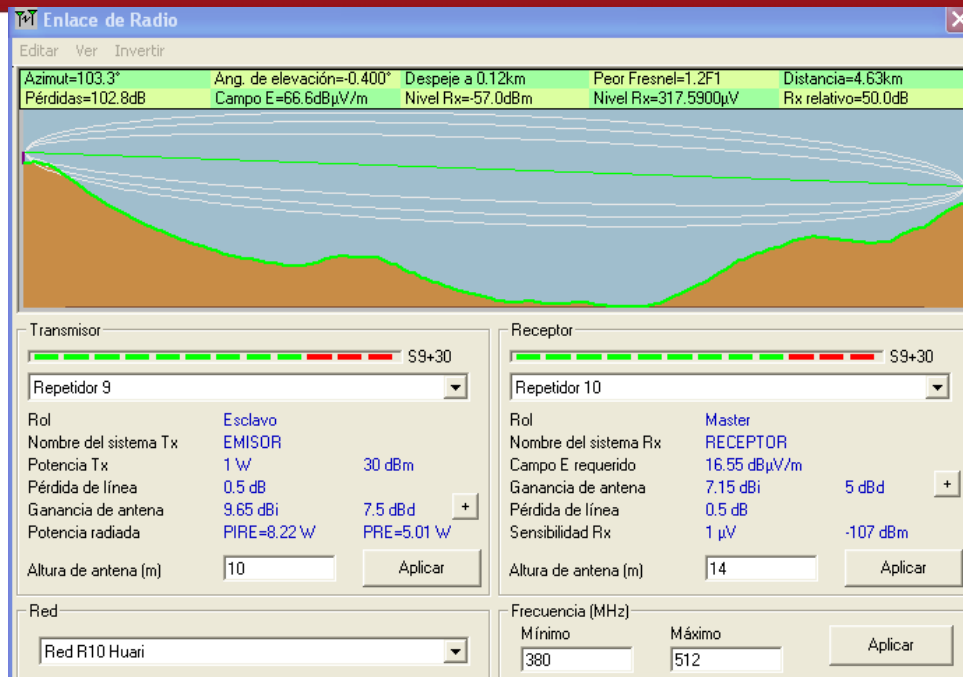 Enlace de Radio
Editar Ver Invertir
Azimut=103.3° Ang. de elevación=-0.400° Despeje a 0.12km Peor Fresnel=1.2F1 Distancia=4.63km
Pérdidas=102.8dB Campo E=66.6dBµV/m Nivel Rx=-57.0dBm Nivel Rx=317.5900µV Rx relativo=50.0dB
Transmisor
S9+30
Repetidor 9
Rol Esclavo
Nombre del sistema Tx EMISOR
Potencia Tx 1 W 30 dBm
Pérdida de línea 0.5 dB
Ganancia de antena 9.65 dBi 7.5 dBd +
Potencia radiada PIRE=8.22 W PRE=5.01 W
Altura de antena (m) 10 Aplicar
Receptor
S9+30
Repetidor 10
Rol Master
Nombre del sistema Rx RECEPTOR
Campo E requerido 16.55 dBµV/m
Ganancia de antena 7.15 dBi 5 dBd +
Pérdida de línea 0.5 dB
Sensibilidad Rx 1 µV -107 dBm
Altura de antena (m) 14 Aplicar
Red
Red R10 Huari
Frecuencia (MHz)
Mínimo Máximo
380 512 Aplicar